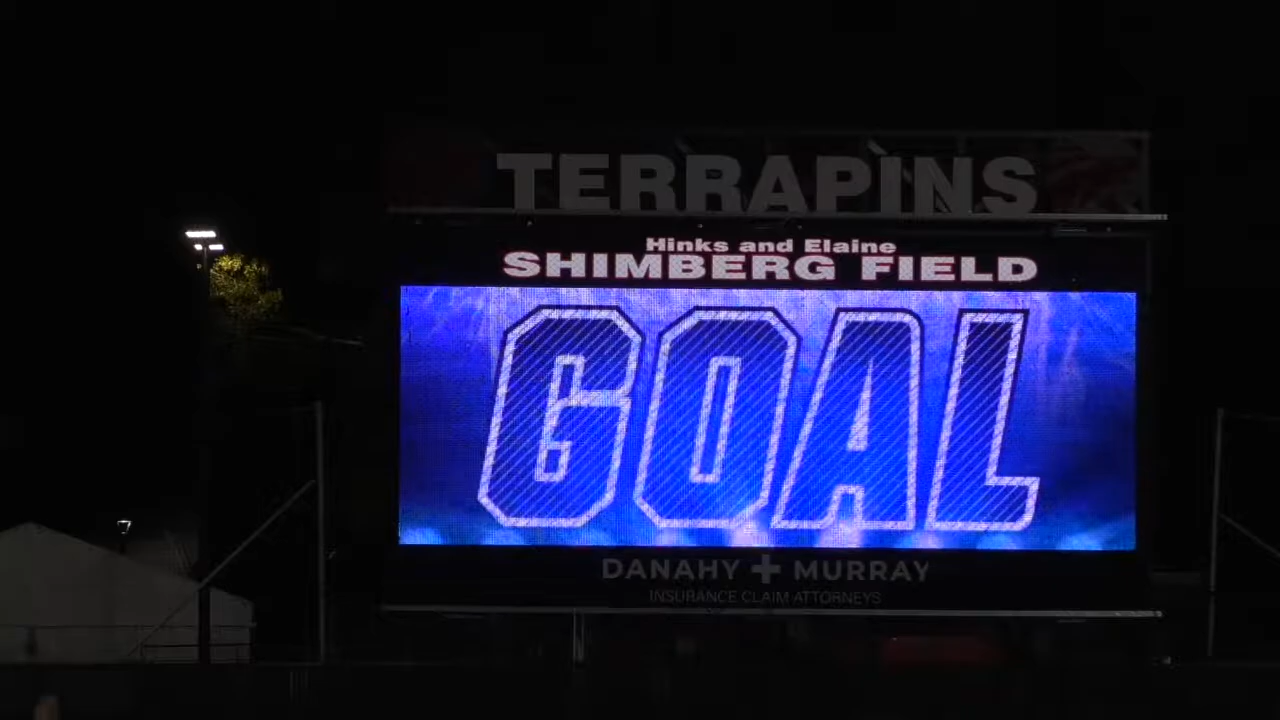 TERRAPINS
Hinks and Elaine
SHIMBERG FIELD
GOAL
DANAHY + MURRAY
INSURANCE CLAIM ATTORNEYS